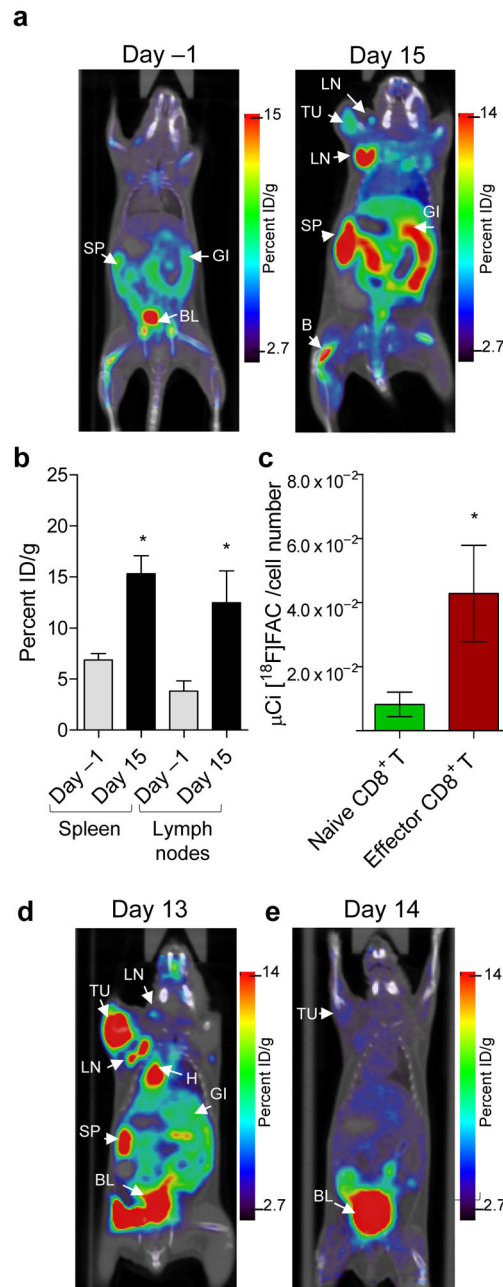 a
Day –1
Day 15
SP
GI
BL
15
Percent ID/g
2.7
LN
TU
LN
SP
GI
B
14
Percent ID/g
2.7
b
Percent ID/g
25
20
15
10
5
0
*
*
Day –1
Day 15
Day –1
Day 15
Spleen
Lymph
nodes
c
μCi [¹⁸F]FAC /cell number
8.0 x 10⁻²
6.0 x 10⁻²
4.0 x 10⁻²
2.0 x 10⁻²
*
Naive CD8⁺ T
Effector CD8⁺ T
d
Day 13
LN
TU
LN
H
GI
SP
BL
14
Percent ID/g
2.7
e
Day 14
TU
BL
14
Percent ID/g
2.7